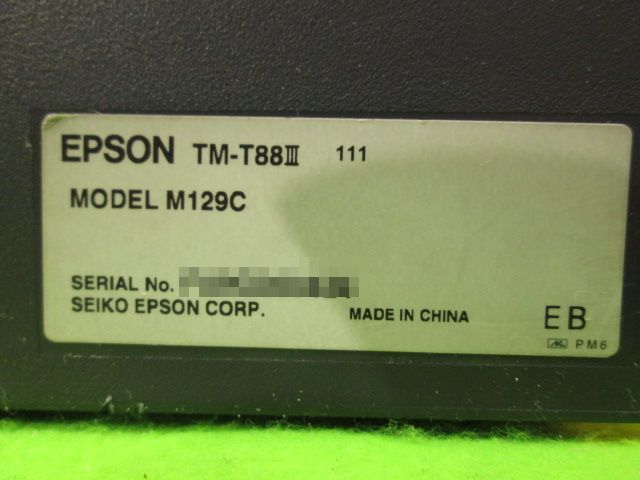 EPSON TM-T88Ⅲ 111
MODEL M129C
SERIAL No.
SEIKO EPSON CORP. MADE IN CHINA EB
PM6